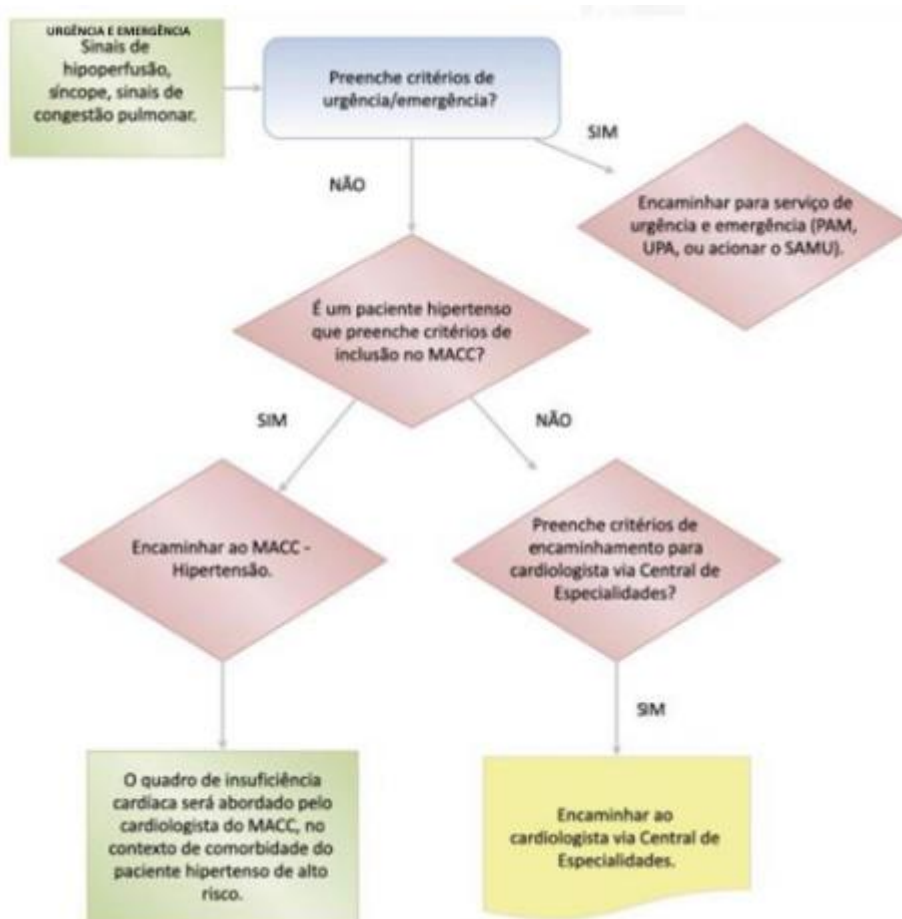 URGÊNCIA E EMERGÊNCIA
Sinais de
hipoperfusão,
síncope, sinais de
congestão pulmonar.
Preenche critérios de
urgência/emergência?
SIM
NÃO
Encaminhar para serviço de
urgência e emergência (PAM,
UPA, ou acionar o SAMU).
É um paciente hipertenso
que preenche critérios de
inclusão no MACC?
SIM
NÃO
Encaminhar ao MACC -
Hipertensão.
Preenche critérios de
encaminhamento para
cardiologista via Central de
Especialidades?
SIM
O quadro de insuficiência
cardíaca será abordado pelo
cardiologista do MACC, no
contexto de comorbidade do
paciente hipertenso de alto
risco.
Encaminhar ao
cardiologista via Central de
Especialidades.